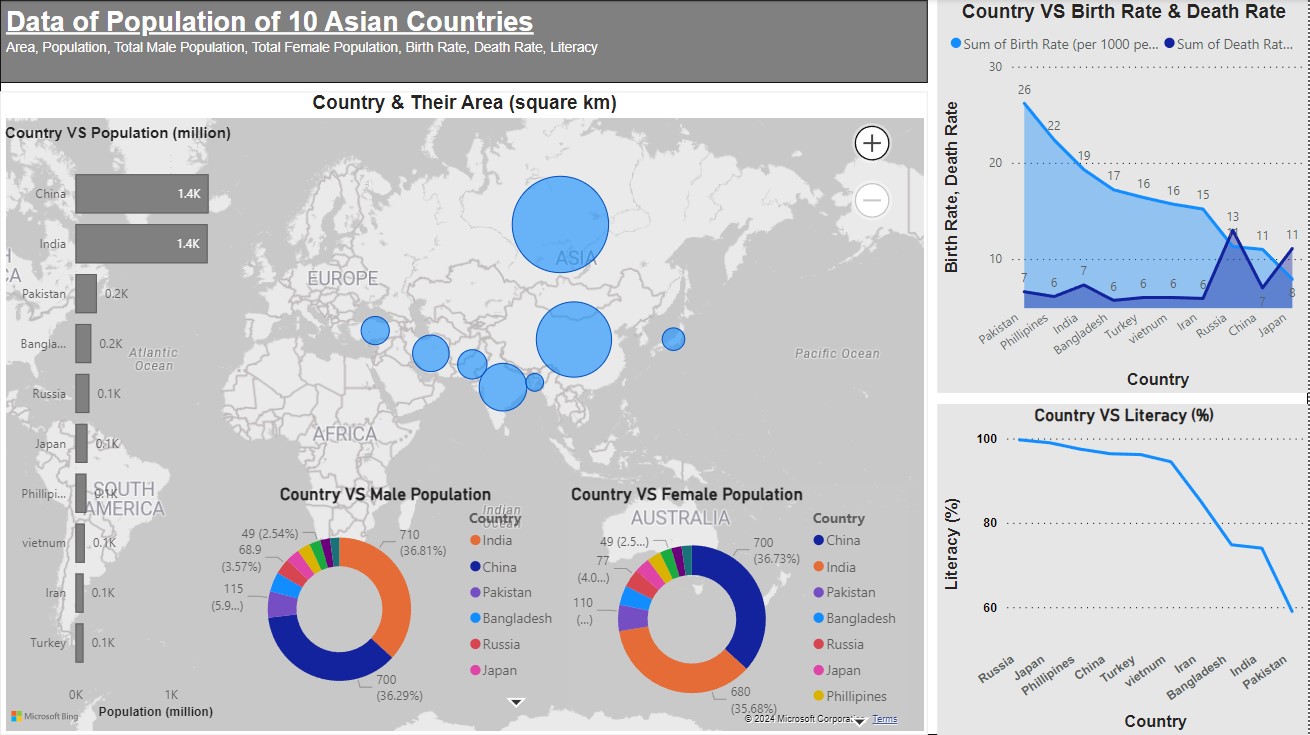 Data of Population of 10 Asian Countries
Area, Population, Total Male Population, Total Female Population, Birth Rate, Death Rate, Literacy
Country & Their Area (square km)
Country VS Population (million)
China 1.4K
India 1.4K
Pakistan 0.2K
Bangla... 0.2K
Russia 0.1K
Japan 0.1K
Phillipi... 0.1K
vietnum 0.1K
Iran 0.1K
Turkey 0.1K
0K 1K
Population (million)
EUROPE
ASIA
Atlantic
Ocean
Pacific Ocean
AFRICA
SOUTH
AMERICA
Indian
AUSTRALIA
Country VS Male Population
49 (2.54%)
68.9
(3.57%)
115
(5.9...)
710
(36.81%)
700
(36.29%)
Country
India
China
Pakistan
Bangladesh
Russia
Japan
Country VS Female Population
49 (2.5...)
77
(4.0...)
110
(...)
700
(36.73%)
680
(35.68%)
Country
China
India
Pakistan
Bangladesh
Russia
Japan
Phillipines
Microsoft Bing
© 2024 Microsoft Corporatic Terms
Country VS Birth Rate & Death Rate
Sum of Birth Rate (per 1000 pe... Sum of Death Rat...
Birth Rate, Death Rate
30
20
10
26
22
19
17
16
16
15
13
11
11
11
7
6
7
6
6
6
6
7
8
Pakistan
Phillipines
India
Bangladesh
Turkey
vietnum
Iran
Russia
China
Japan
Country
Country VS Literacy (%)
Literacy (%)
100
80
60
Russia
Japan
Phillipines
China
Turkey
vietnum
Iran
Bangladesh
India
Pakistan
Country